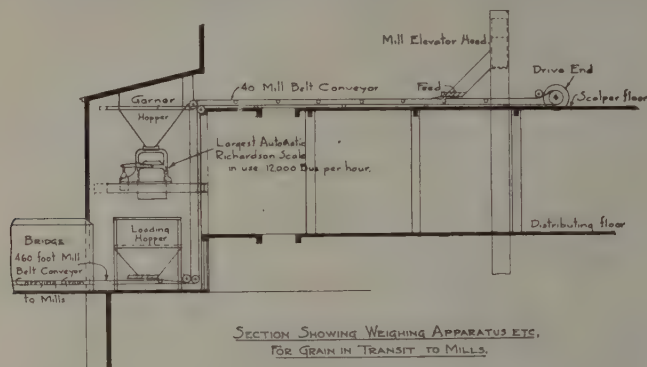 Mill Elevator Head
Drive End
40 Mill Belt Conveyor
Feed
Garner
Hopper
Scalper floor
Largest Automatic
Richardson Scale
in use 12000 Bus per hour.
Loading
Hopper
Distributing floor
BRIDGE
460 foot Mill
Belt Conveyor
Carrying Grain
to Mills
SECTION SHOWING WEIGHING APPARATUS ETC.
FOR GRAIN IN TRANSIT TO MILLS.